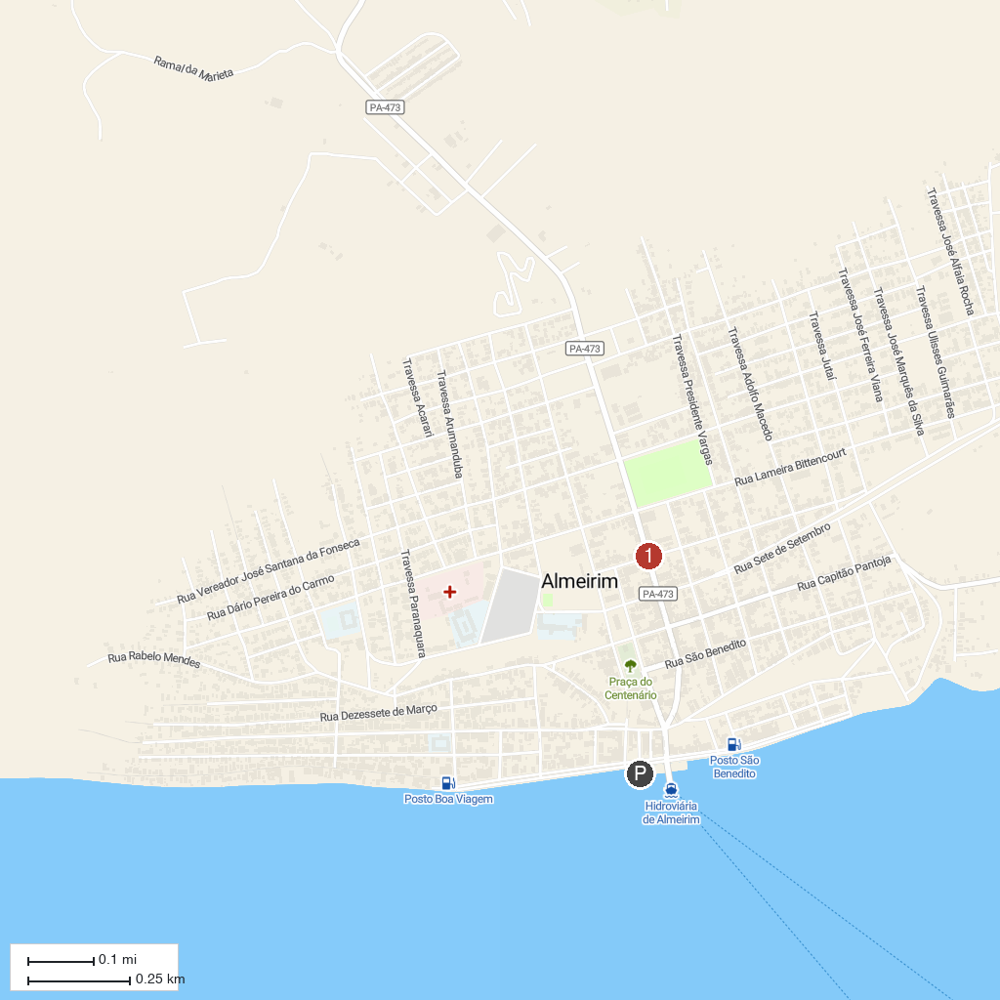 Ramal da Marieta
PA-473
Travessa José Alfaia Rocha
Travessa José Ferreira Viana
Travessa José Marquês da Silva
Travessa Ulisses Guimarães
Travessa Jutaí
Travessa Adolfo Macedo
Travessa Presidente Vargas
PA-473
Travessa Acarari
Travessa Arumanduba
Rua Lameira Bittencourt
Rua Sete de Setembro
Rua Vereador José Santana da Fonseca
1
Rua Capitão Pantoja
Rua Dário Pereira do Carmo
Travessa Paranaquara
Almeirim
PA-473
Rua Rabelo Mendes
Rua São Benedito
Praça do
Centenário
Rua Dezessete de Março
Posto São
Benedito
P
Posto Boa Viagem
Hidroviária
de Almeirim
0.1 mi
0.25 km